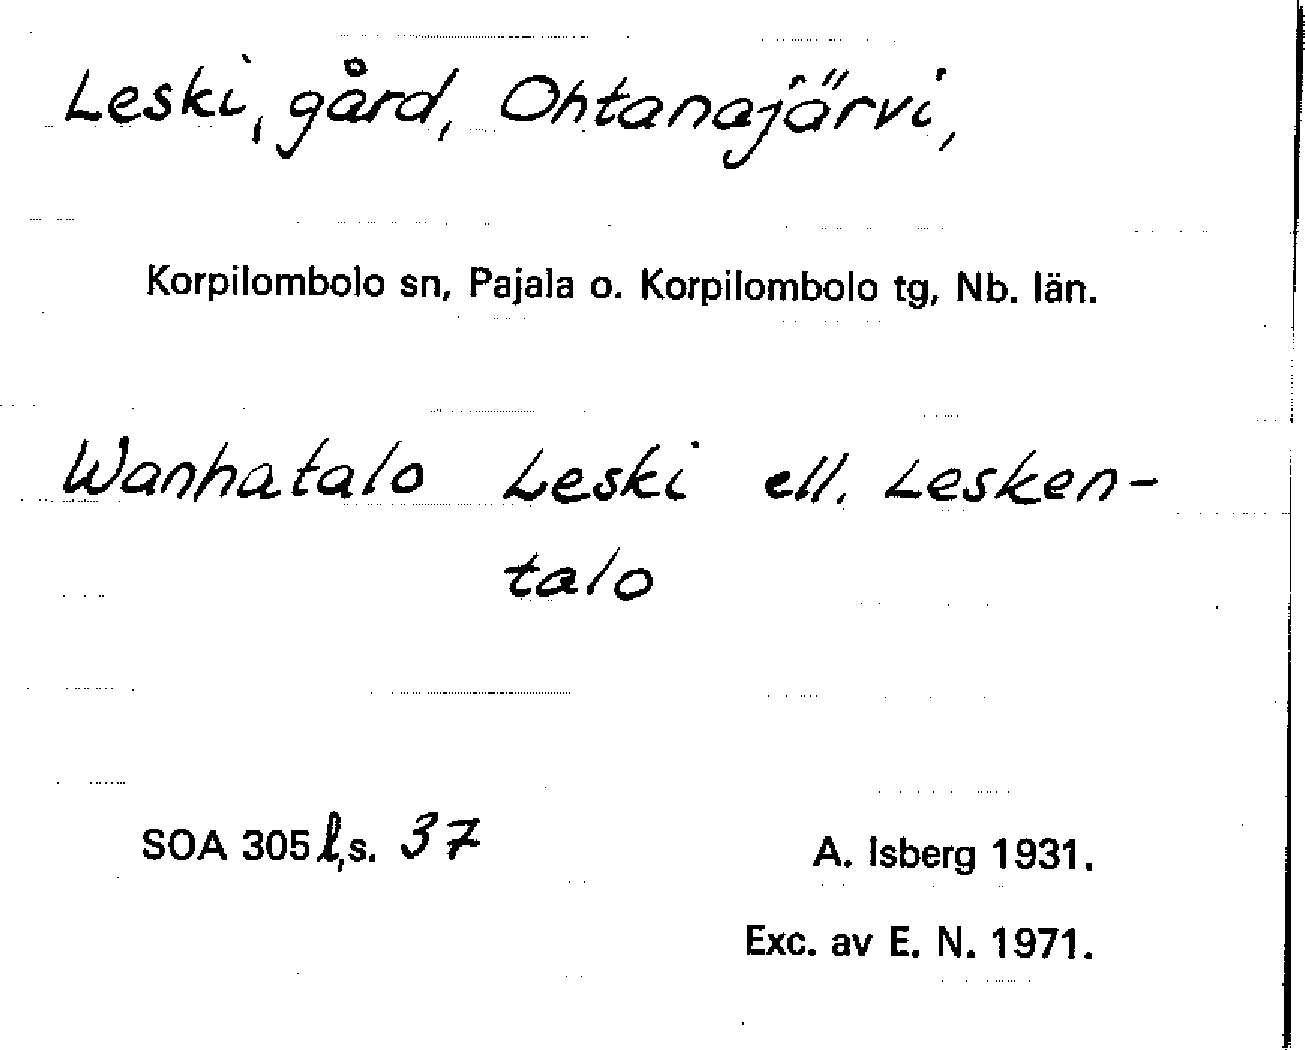 Leski, gård, Ohtanajärvi,
Korpilombolo sn, Pajala o. Korpilombolo tg, Nb. län.
Wanhatalo Leski ell. Lesken-
talo
SOA 305 l, s. 37
A. Isberg 1931.
Exc. av E. N. 1971.